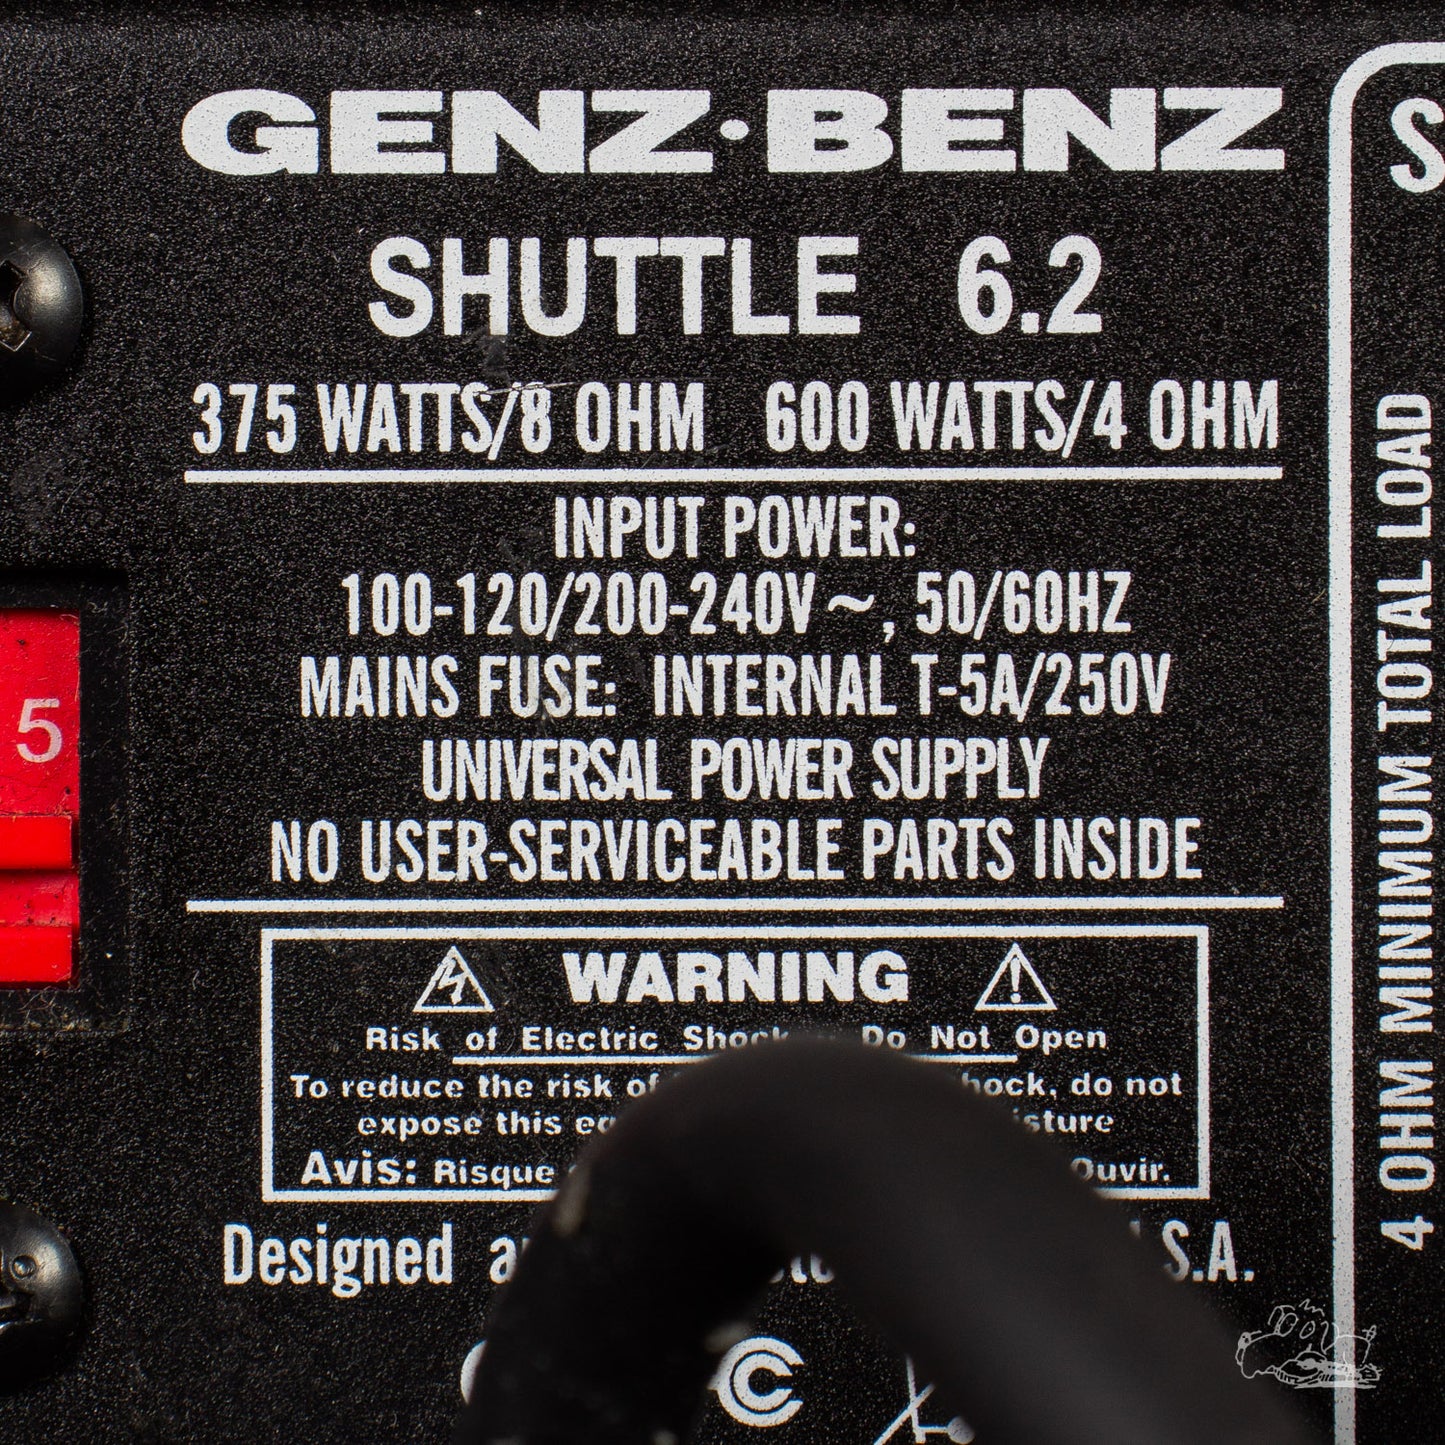 GENZ·BENZ
SHUTTLE 6.2
375 WATTS/8 OHM 600 WATTS/4 OHM
INPUT POWER:
100-120/200-240V~, 50/60HZ
MAINS FUSE: INTERNAL T-5A/250V
UNIVERSAL POWER SUPPLY
NO USER-SERVICEABLE PARTS INSIDE
WARNING
Risk of Electric Shock Do Not Open
To reduce the risk of hock, do not
expose this isture
Avis: Risque Ouvir.
Designed S.A.
5
4 OHM MINIMUM TOTAL LOAD